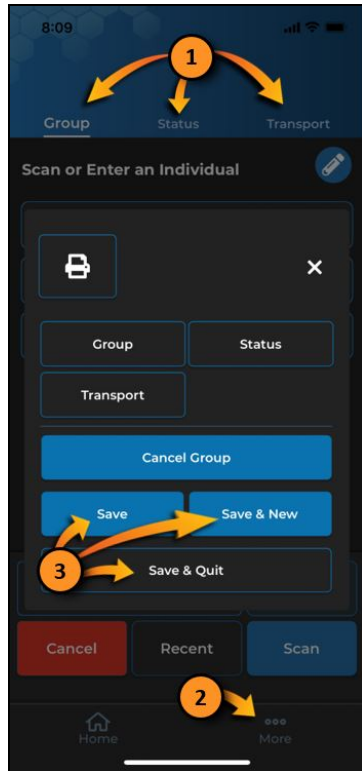 8:09
1
Group Status Transport
Scan or Enter an Individual
Group Status
Transport
Cancel Group
Save Save & New
3
Save & Quit
Cancel Recent Scan
2
Home More